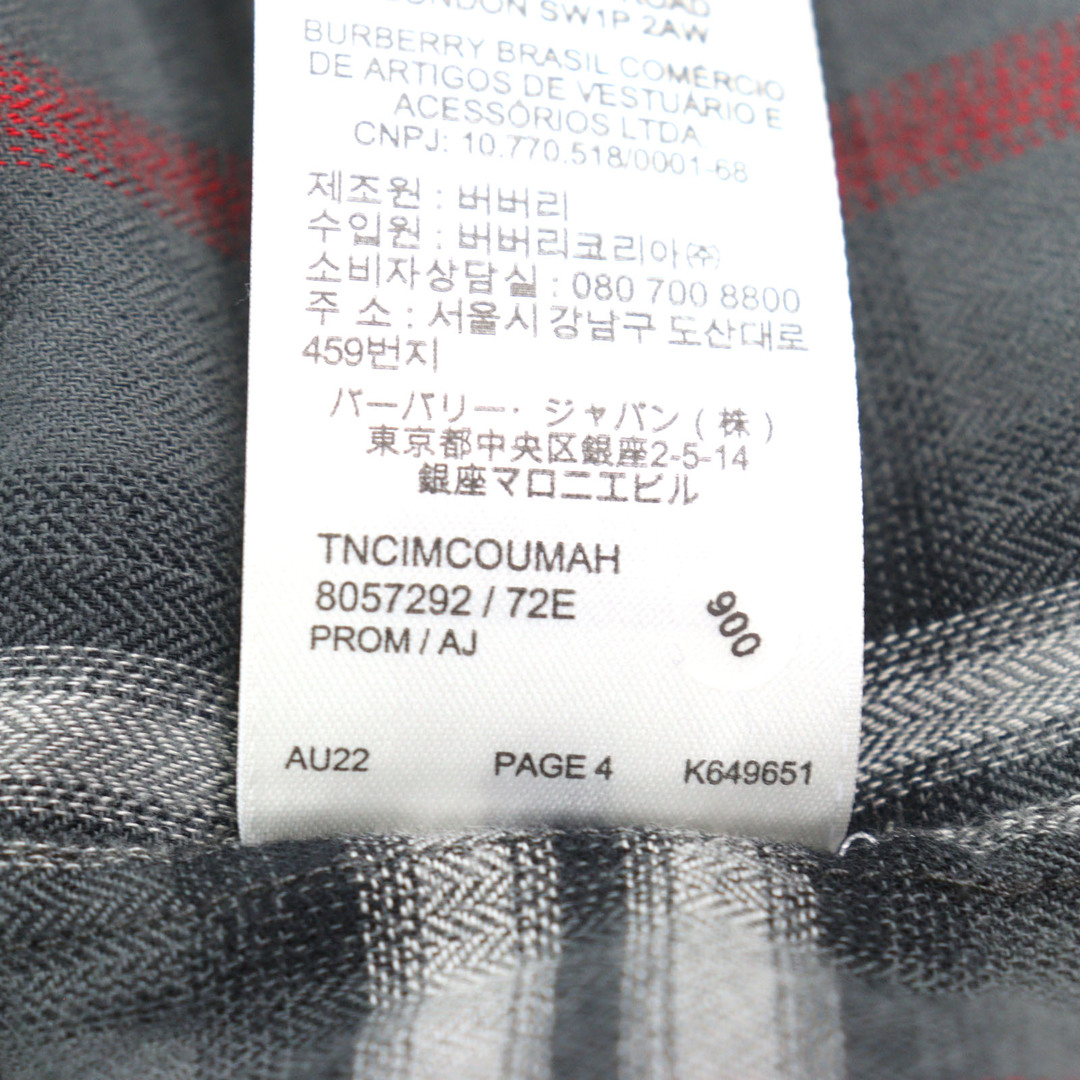 ROAD
LONDON SW1P 2AW
BURBERRY BRASIL COMÉRCIO
DE ARTIGOS DE VESTUÁRIO E
ACESSÓRIOS LTDA
CNPJ: 10.770.518/0001-68
제조원 : 버버리
수입원 : 버버리코리아㈜
소비자상담실 : 080 700 8800
주 소 : 서울시 강남구 도산대로
459번지
バーバリー・ジャパン(株)
東京都中央区銀座2-5-14
銀座マロニエビル
TNCIMCOUMAH
8057292 / 72E
PROM / AJ
900
AU22 PAGE 4 K649651